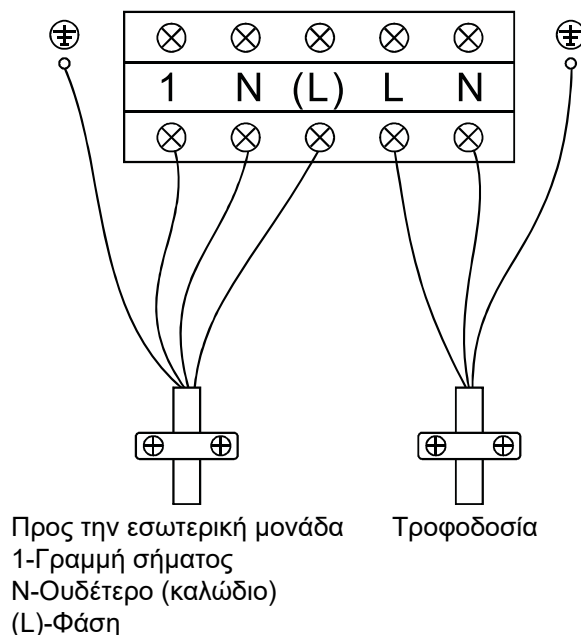 1 N (L) L N
Προς την εσωτερική μονάδα
1-Γραμμή σήματος
N-Ουδέτερο (καλώδιο)
(L)-Φάση
Τροφοδοσία